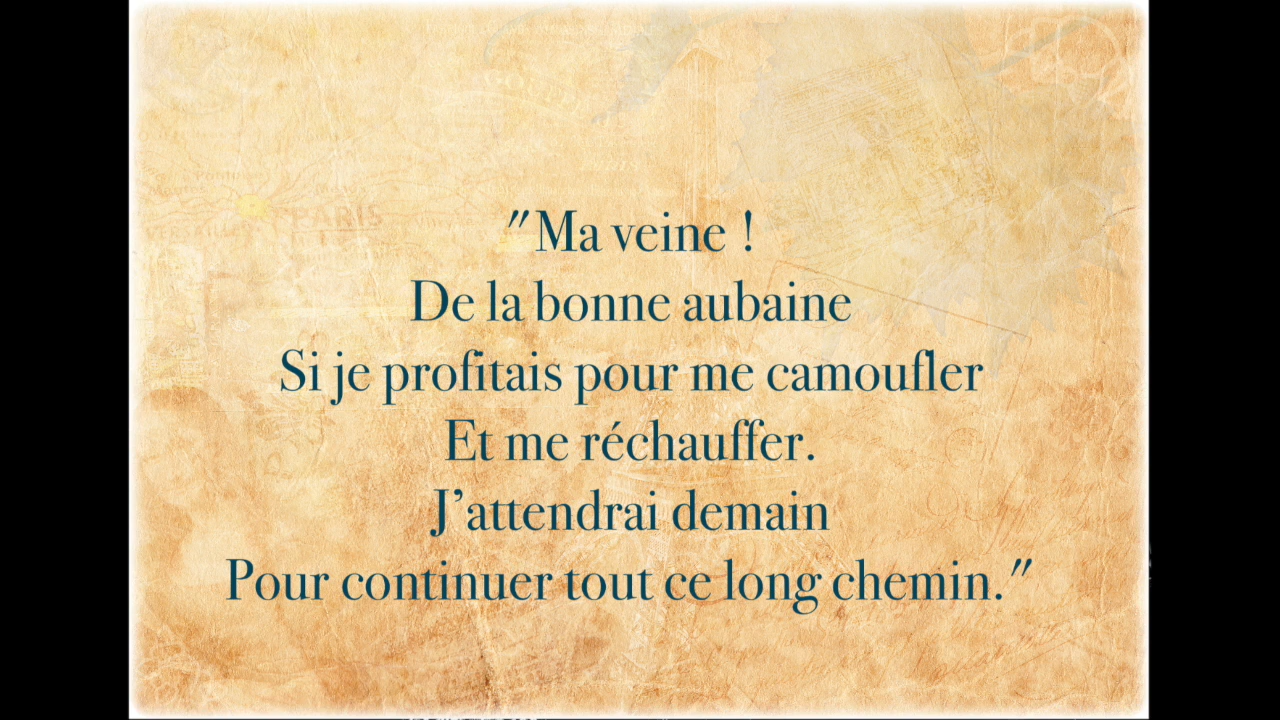 "Ma veine !
De la bonne aubaine
Si je profitais pour me camoufler
Et me réchauffer.
J'attendrai demain
Pour continuer tout ce long chemin."
PARIS